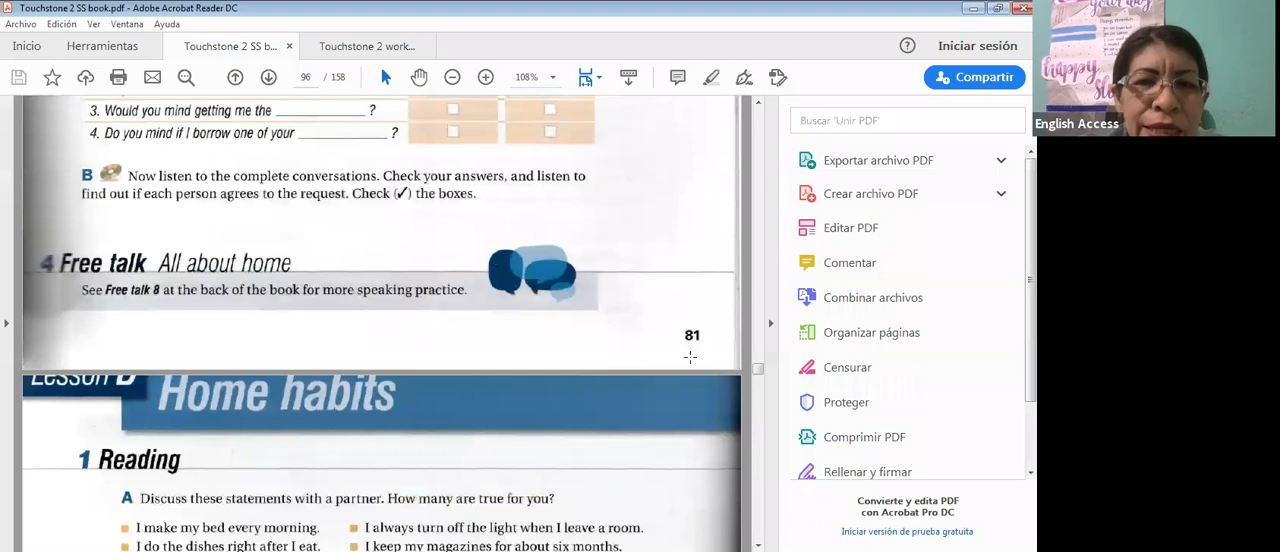 Touchstone 2 SS book.pdf - Adobe Acrobat Reader DC
Archivo Edición Ver Ventana Ayuda
Inicio Herramientas Touchstone 2 SS b... × Touchstone 2 work... Iniciar sesión
96 / 158 108% Compartir
3. Would you mind getting me the ____________ ?
4. Do you mind if I borrow one of your ____________ ?
B Now listen to the complete conversations. Check your answers, and listen to
find out if each person agrees to the request. Check (✓) the boxes.
4 Free talk All about home
See Free talk 8 at the back of the book for more speaking practice.
81
Lesson D Home habits
1 Reading
A Discuss these statements with a partner. How many are true for you?
I make my bed every morning. I always turn off the light when I leave a room.
I do the dishes right after I eat. I keep my magazines for about six months.
Buscar 'Unir PDF'
Exportar archivo PDF
Crear archivo PDF
Editar PDF
Comentar
Combinar archivos
Organizar páginas
Censurar
Proteger
Comprimir PDF
Rellenar y firmar
Convierte y edita PDF
con Acrobat Pro DC
Iniciar versión de prueba gratuita
happy
English Access